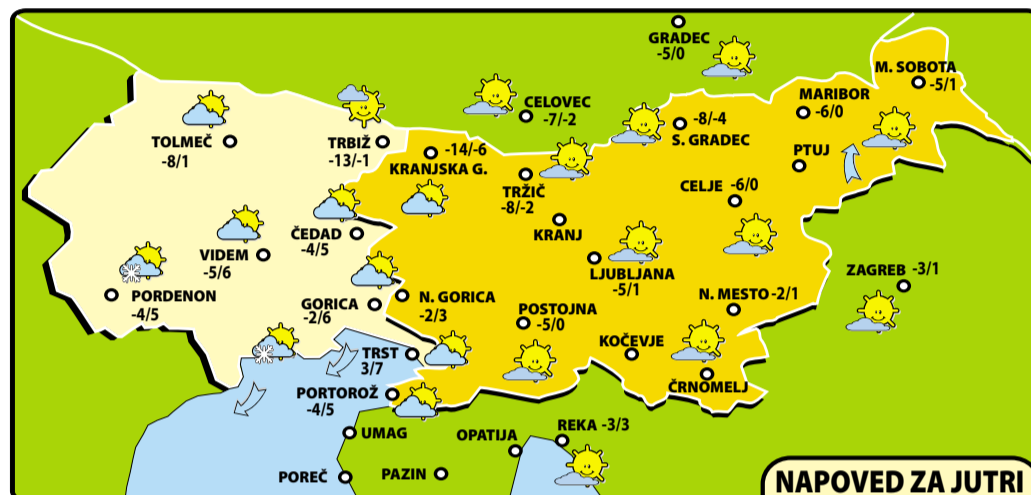 GRADEC
-5/0
M. SOBOTA
-5/1
MARIBOR
-6/0
CELOVEC
-7/-2
-8/-4
S. GRADEC
TOLMEČ
-8/1
TRBIŽ
-13/-1
-14/-6
KRANJSKA G.
TRŽIČ
-8/-2
PTUJ
CELJE -6/0
KRANJ
ČEDAD
-4/5
VIDEM
-5/6
LJUBLJANA
-5/1
ZAGREB -3/1
PORDENON
-4/5
GORICA
-2/6
N. GORICA
-2/3
POSTOJNA
-5/0
N. MESTO -2/1
TRST
3/7
KOČEVJE
ČRNOMELJ
PORTOROŽ
-4/5
UMAG
OPATIJA
REKA -3/3
POREČ
PAZIN
NAPOVED ZA JUTRI